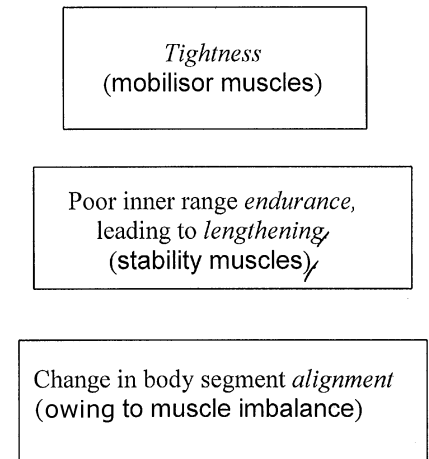 Tightness
(mobilisor muscles)
Poor inner range endurance,
leading to lengthening
(stability muscles)
Change in body segment alignment
(owing to muscle imbalance)